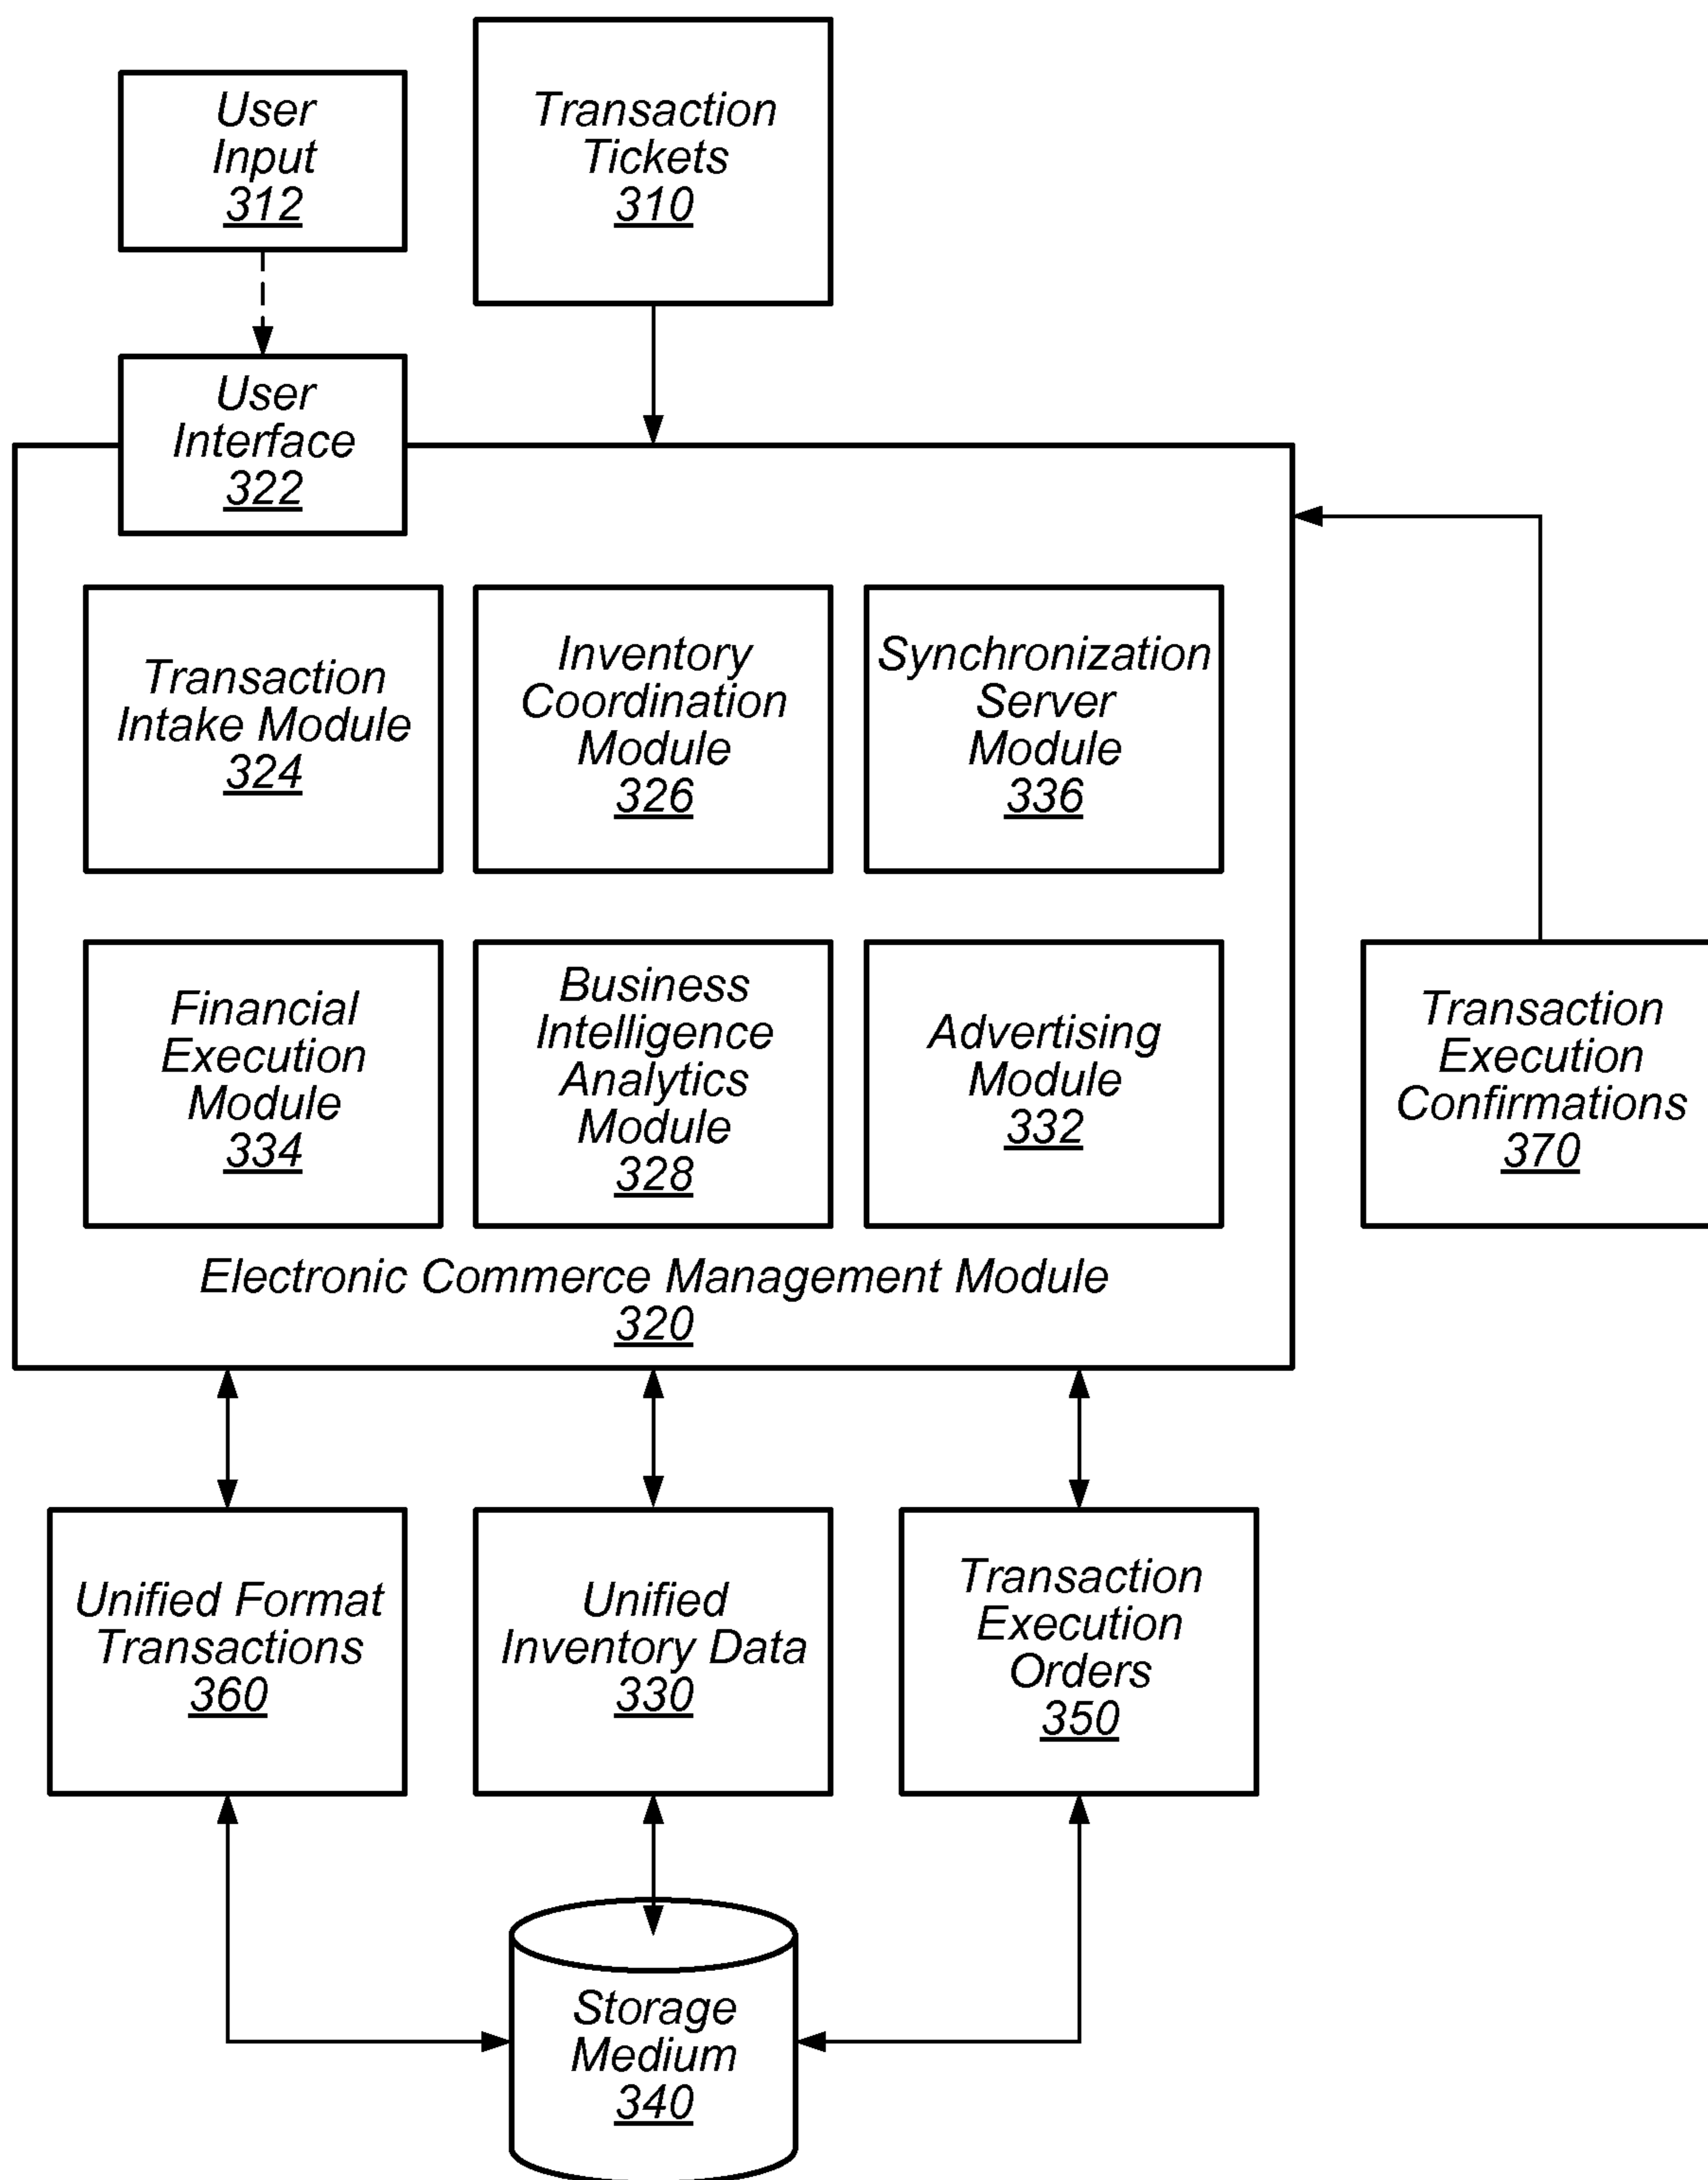 User
Input
312
Transaction
Tickets
310
User
Interface
322
Transaction
Intake Module
324
Inventory
Coordination
Module
326
Synchronization
Server
Module
336
Financial
Execution
Module
334
Business
Intelligence
Analytics
Module
328
Advertising
Module
332
Transaction
Execution
Confirmations
370
Electronic Commerce Management Module
320
Unified Format
Transactions
360
Unified
Inventory Data
330
Transaction
Execution
Orders
350
Storage
Medium
340